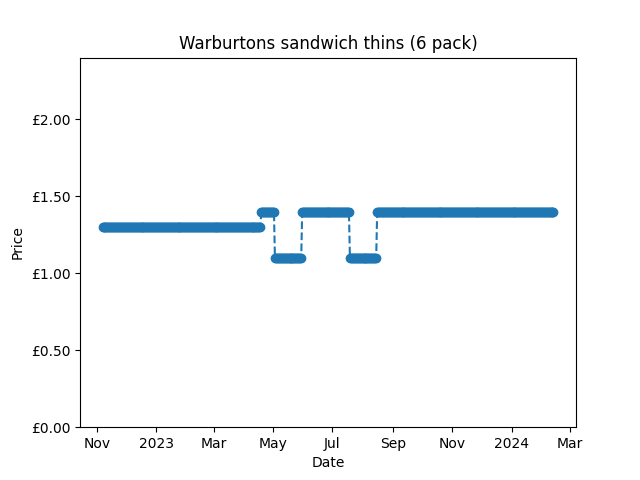 Warburtons sandwich thins (6 pack)
£2.00
£1.50
£1.00
£0.50
£0.00
Price
Nov 2023 Mar May Jul Sep Nov 2024 Mar
Date